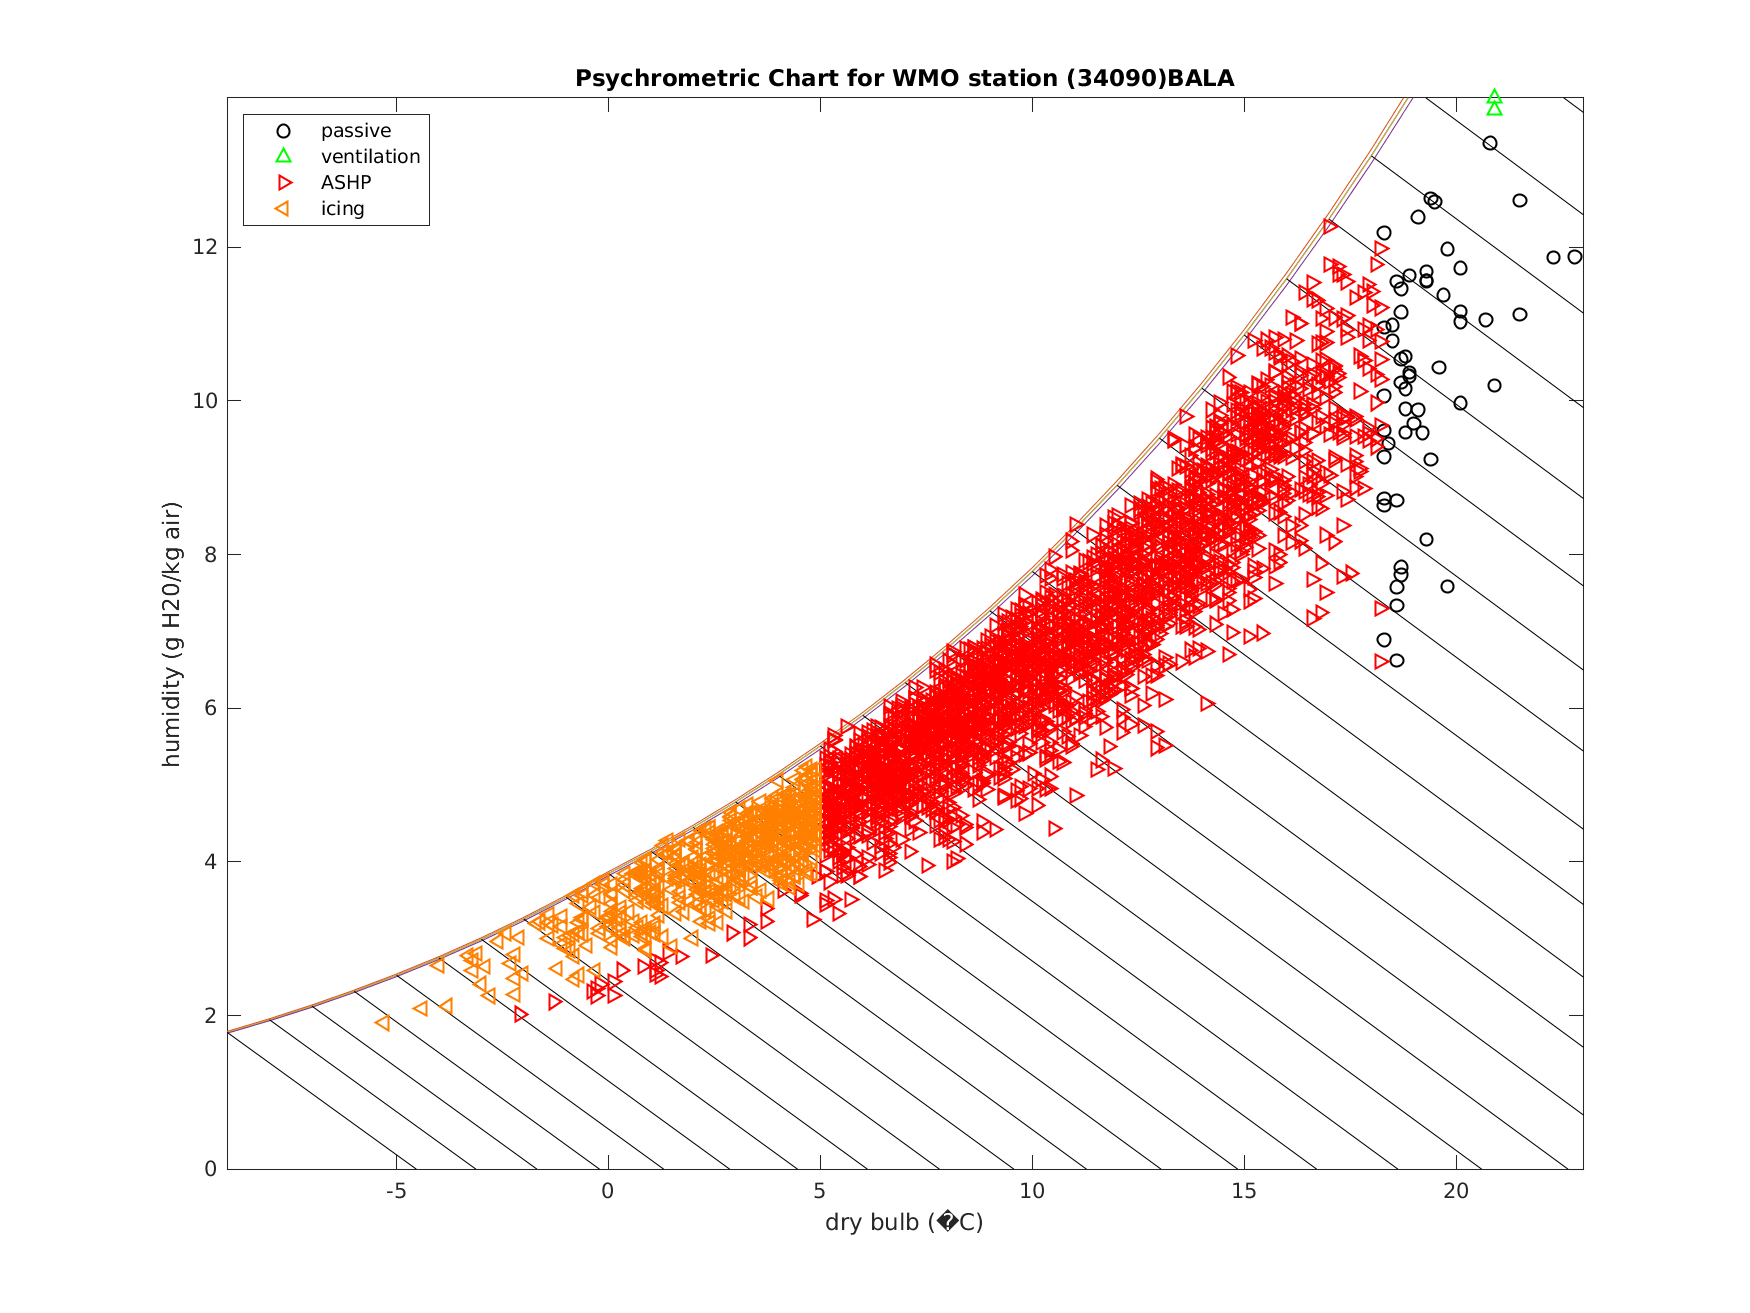 Psychrometric Chart for WMO station (34090)BALA
passive
ventilation
ASHP
icing
humidity (g H20/kg air)
12
10
8
6
4
2
0
-5 0 5 10 15 20
dry bulb (�C)